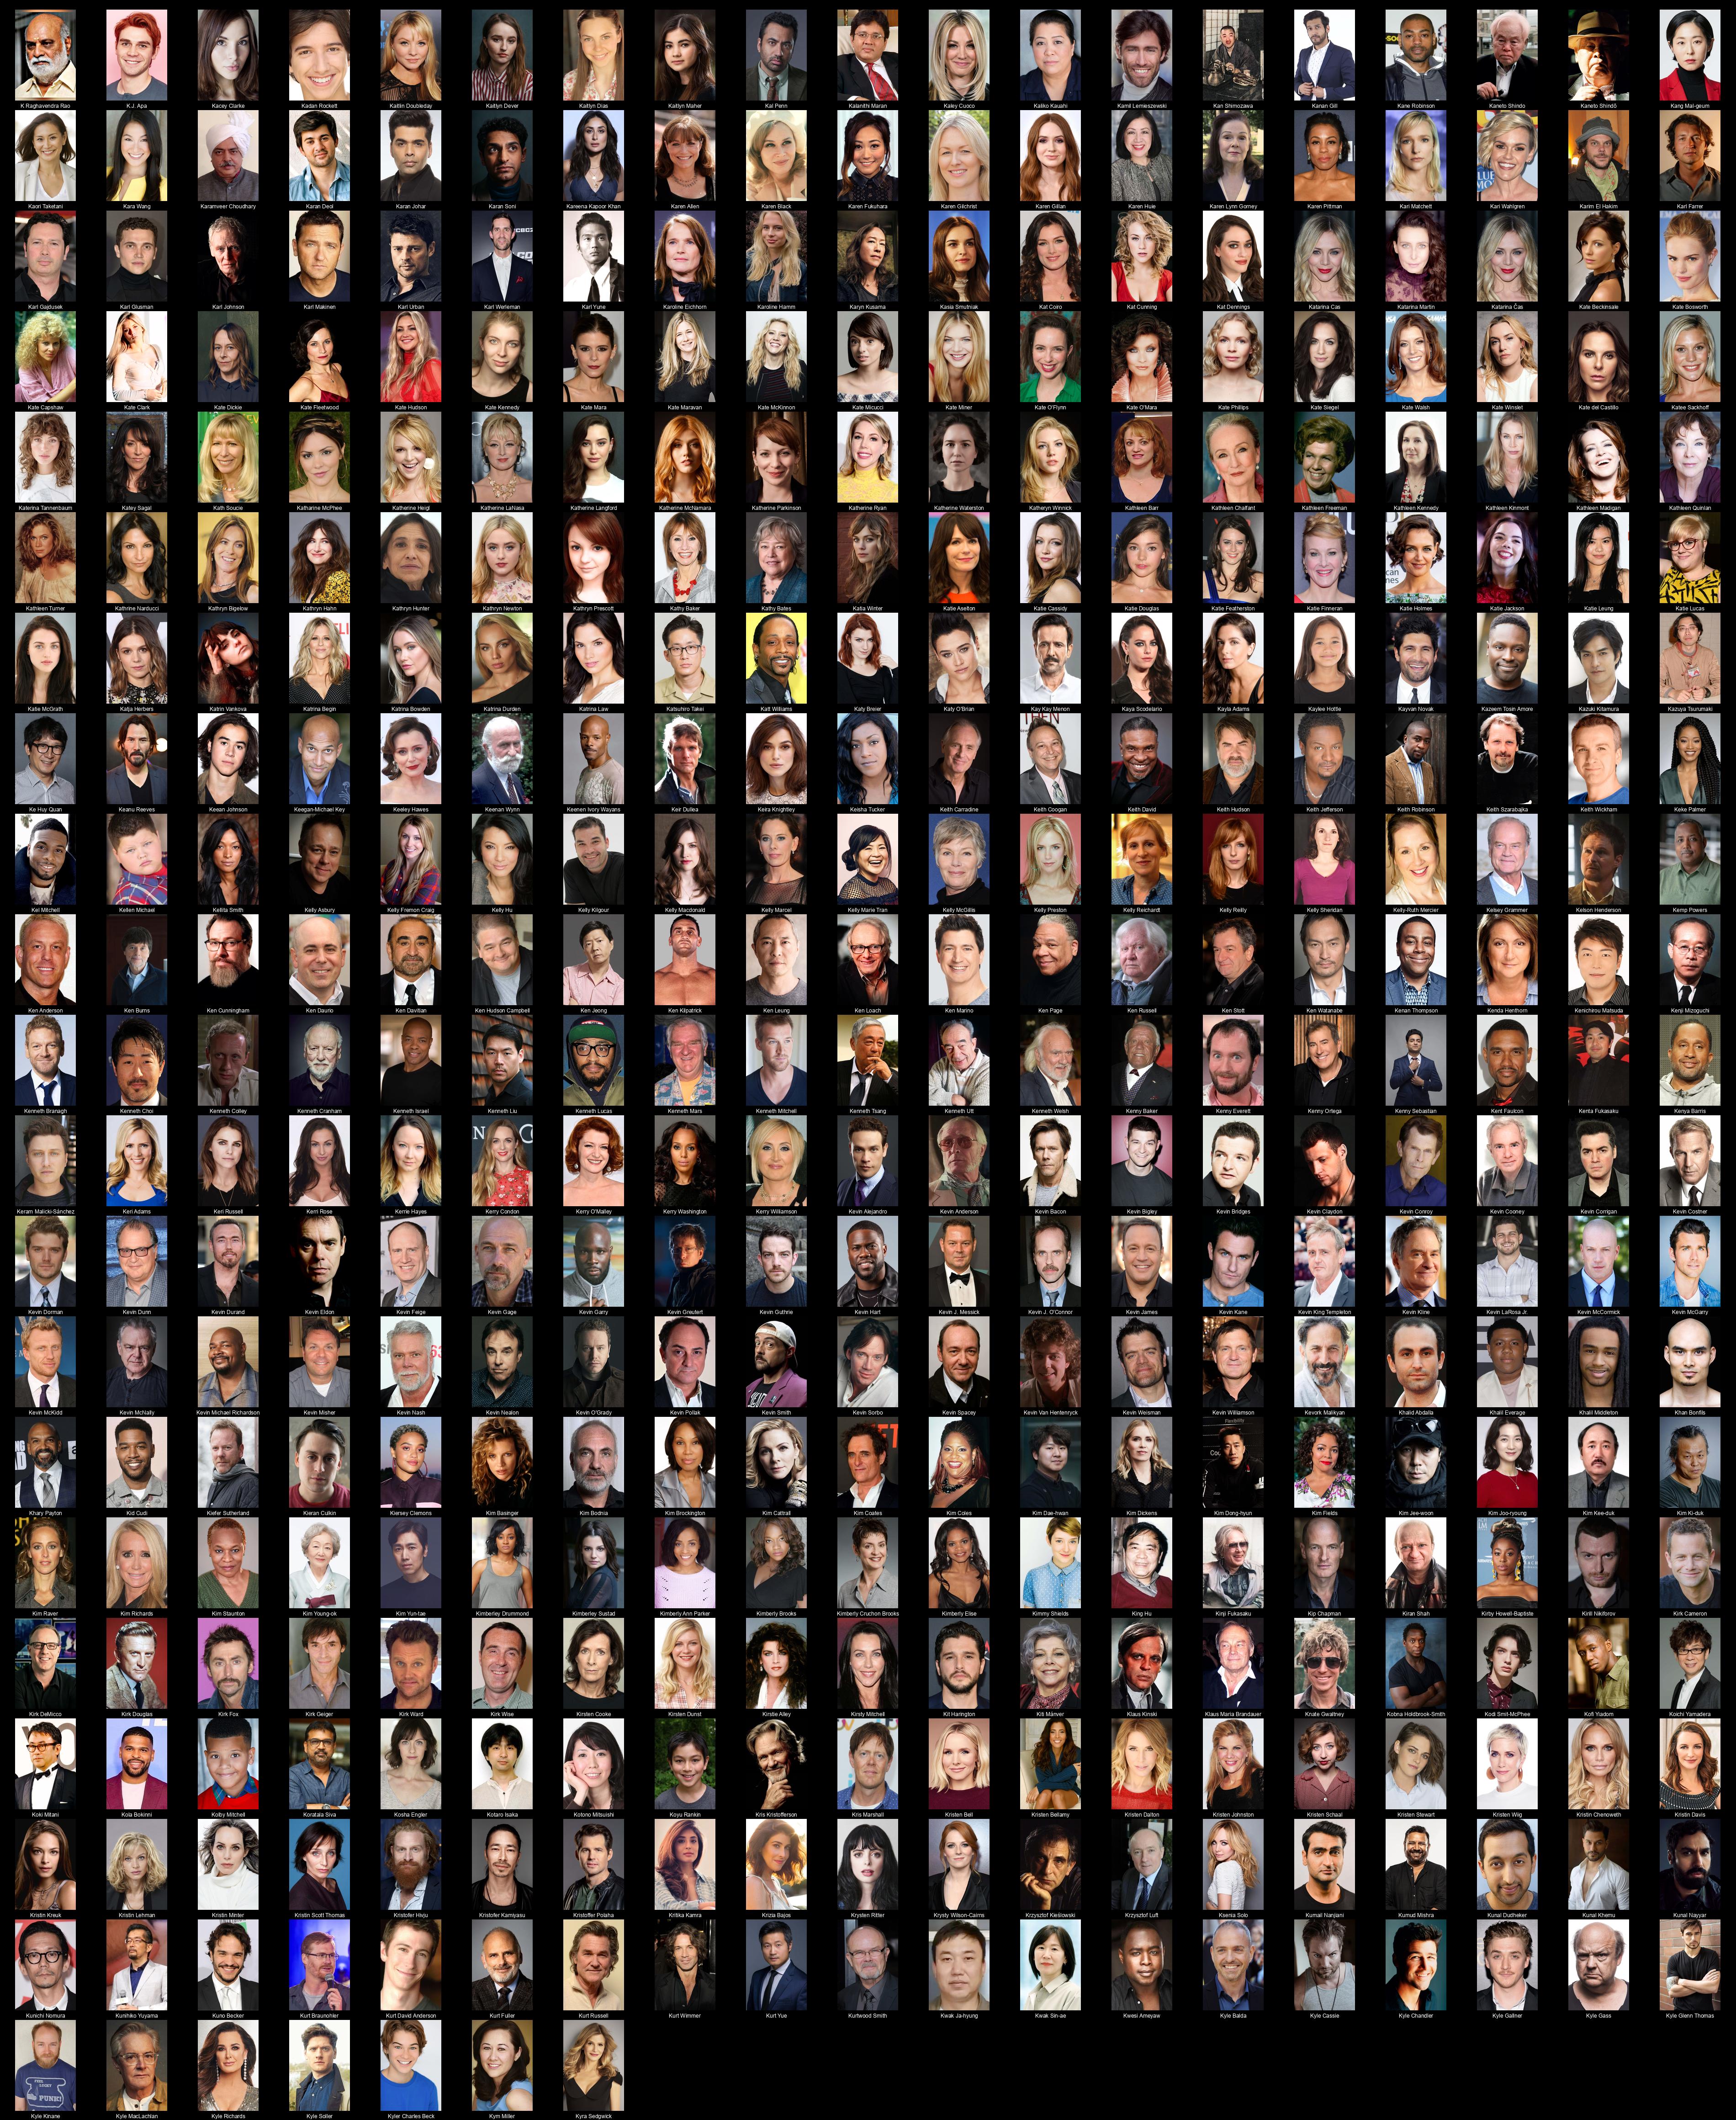 K Raghavendra Rao K.J. Apa Kacey Clarke Kadan Rockett Kaitlin Doubleday Kaitlyn Dever Kaitlyn Dias Kaitlyn Maher Kal Penn Kalanithi Maran Kaley Cuoco Kaliko Kauahi Kamil Lemieszewski Kan Shimozawa Kanan Gill Kane Robinson Kaneto Shindo Kaneto Shindô Kang Mal-geum
Kaori Taketani Kara Wang Karamveer Choudhary Karan Deol Karan Johar Karan Soni Kareena Kapoor Khan Karen Allen Karen Black Karen Fukuhara Karen Gilchrist Karen Gillan Karen Huie Karen Lynn Gorney Karen Pittman Kari Matchett Kari Wahlgren Karim El Hakim Karl Farrer
Karl Gajdusek Karl Glusman Karl Johnson Karl Makinen Karl Urban Karl Werleman Karl Yune Karoline Eichhorn Karoline Hamm Karyn Kusama Kasia Smutniak Kat Coiro Kat Cunning Kat Dennings Katarina Cas Katarina Martin Katarina Čas Kate Beckinsale Kate Bosworth
Kate Capshaw Kate Clark Kate Dickie Kate Fleetwood Kate Hudson Kate Kennedy Kate Mara Kate Maravan Kate McKinnon Kate Micucci Kate Miner Kate O'Flynn Kate O'Mara Kate Phillips Kate Siegel Kate Walsh Kate Winslet Kate del Castillo Katee Sackhoff
Katerina Tannenbaum Katey Sagal Kath Soucie Katharine McPhee Katherine Heigl Katherine LaNasa Katherine Langford Katherine McNamara Katherine Parkinson Katherine Ryan Katherine Waterston Katheryn Winnick Kathleen Barr Kathleen Chalfant Kathleen Freeman Kathleen Kennedy Kathleen Kinmont Kathleen Madigan Kathleen Quinlan
Kathleen Turner Kathrine Narducci Kathryn Bigelow Kathryn Hahn Kathryn Hunter Kathryn Newton Kathryn Prescott Kathy Baker Kathy Bates Katia Winter Katie Aselton Katie Cassidy Katie Douglas Katie Featherston Katie Finneran Katie Holmes Katie Jackson Katie Leung Katie Lucas
Katie McGrath Katja Herbers Katrin Vankova Katrina Begin Katrina Bowden Katrina Durden Katrina Law Katsuhiro Takei Katt Williams Katy Breier Katy O'Brian Kay Kay Menon Kaya Scodelario Kayla Adams Kaylee Hottle Kayvan Novak Kazeem Tosin Amore Kazuki Kitamura Kazuya Tsurumaki
Ke Huy Quan Keanu Reeves Keean Johnson Keegan-Michael Key Keeley Hawes Keenan Wynn Keenen Ivory Wayans Keir Dullea Keira Knightley Keisha Tucker Keith Carradine Keith Coogan Keith David Keith Hudson Keith Jefferson Keith Robinson Keith Szarabajka Keith Wickham Keke Palmer
Kel Mitchell Kellen Michael Kellita Smith Kelly Asbury Kelly Fremon Craig Kelly Hu Kelly Kilgour Kelly Macdonald Kelly Marcel Kelly Marie Tran Kelly McGillis Kelly Preston Kelly Reichardt Kelly Reilly Kelly Sheridan Kelly-Ruth Mercier Kelsey Grammer Kelson Henderson Kemp Powers
Ken Anderson Ken Burns Ken Cunningham Ken Daurio Ken Davitian Ken Hudson Campbell Ken Jeong Ken Kilpatrick Ken Leung Ken Loach Ken Marino Ken Page Ken Russell Ken Stott Ken Watanabe Kenan Thompson Kenda Henthorn Kenichirou Matsuda Kenji Mizoguchi
Kenneth Branagh Kenneth Choi Kenneth Colley Kenneth Cranham Kenneth Israel Kenneth Liu Kenneth Lucas Kenneth Mars Kenneth Mitchell Kenneth Tsang Kenneth Utt Kenneth Welsh Kenny Baker Kenny Everett Kenny Ortega Kenny Sebastian Kent Faulcon Kenta Fukasaku Kenya Barris
Keram Malicki-Sánchez Keri Adams Keri Russell Kerri Rose Kerrie Hayes Kerry Condon Kerry O'Malley Kerry Washington Kerry Williamson Kevin Alejandro Kevin Anderson Kevin Bacon Kevin Bigley Kevin Bridges Kevin Claydon Kevin Conroy Kevin Cooney Kevin Corrigan Kevin Costner
Kevin Dorman Kevin Dunn Kevin Durand Kevin Eldon Kevin Feige Kevin Gage Kevin Garry Kevin Greutert Kevin Guthrie Kevin Hart Kevin J. Messick Kevin J. O'Connor Kevin James Kevin Kane Kevin King Templeton Kevin Kline Kevin LaRosa Jr. Kevin McCormick Kevin McGarry
Kevin McKidd Kevin McNally Kevin Michael Richardson Kevin Misher Kevin Nash Kevin Nealon Kevin O'Grady Kevin Pollak Kevin Smith Kevin Sorbo Kevin Spacey Kevin Van Hentenryck Kevin Weisman Kevin Williamson Kevork Malikyan Khalid Abdalla Khalil Everage Khalil Middleton Khan Bonfils
Khary Payton Kid Cudi Kiefer Sutherland Kieran Culkin Kiersey Clemons Kim Basinger Kim Bodnia Kim Brockington Kim Cattrall Kim Coates Kim Coles Kim Dae-hwan Kim Dickens Kim Dong-hyun Kim Fields Kim Jee-woon Kim Joo-ryoung Kim Kee-duk Kim Ki-duk
Kim Raver Kim Richards Kim Staunton Kim Young-ok Kim Yun-tae Kimberley Drummond Kimberley Sustad Kimberly Ann Parker Kimberly Brooks Kimberly Cruchon Brooks Kimberly Elise Kimmy Shields King Hu Kinji Fukasaku Kip Chapman Kiran Shah Kirby Howell-Baptiste Kirill Nikiforov Kirk Cameron
Kirk DeMicco Kirk Douglas Kirk Fox Kirk Geiger Kirk Ward Kirk Wise Kirsten Cooke Kirsten Dunst Kirstie Alley Kirsty Mitchell Kit Harington Kiti Mánver Klaus Kinski Klaus Maria Brandauer Knate Gwaltney Kobna Holdbrook-Smith Kodi Smit-McPhee Kofi Yiadom Koichi Yamadera
Koki Mitani Kola Bokinni Kolby Mitchell Koratala Siva Kosha Engler Kotaro Isaka Kotono Mitsuishi Koyu Rankin Kris Kristofferson Kris Marshall Kristen Bell Kristen Bellamy Kristen Dalton Kristen Johnston Kristen Schaal Kristen Stewart Kristen Wiig Kristin Chenoweth Kristin Davis
Kristin Kreuk Kristin Lehman Kristin Minter Kristin Scott Thomas Kristofer Hivju Kristofer Kamiyasu Kristoffer Polaha Kritika Kamra Krizia Bajos Krysten Ritter Krysty Wilson-Cairns Krzysztof Kieślowski Krzysztof Luft Ksenia Solo Kumail Nanjiani Kumud Mishra Kunal Dudheker Kunal Khemu Kunal Nayyar
Kunichi Nomura Kunihiko Yuyama Kuno Becker Kurt Braunohler Kurt David Anderson Kurt Fuller Kurt Russell Kurt Wimmer Kurt Yue Kurtwood Smith Kwak Ja-hyung Kwak Sin-ae Kwesi Ameyaw Kyle Balda Kyle Cassie Kyle Chandler Kyle Gallner Kyle Gass Kyle Glenn Thomas
Kyle Kinane Kyle MacLachlan Kyle Richards Kyle Soller Kyler Charles Beck Kym Miller Kyra Sedgwick